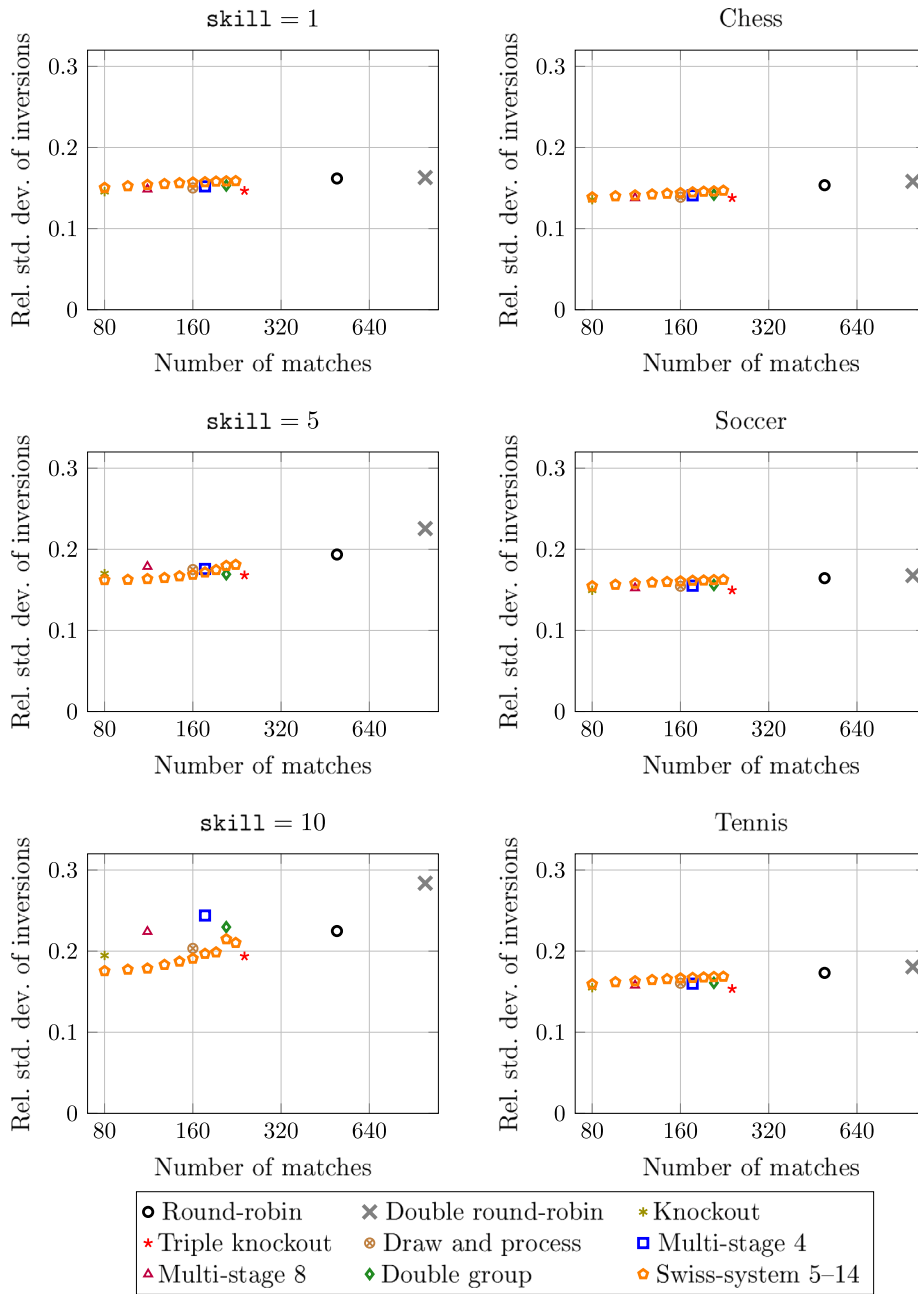 skill = 1
Rel. std. dev. of inversions
0.3
0.2
0.1
0
80 160 320 640
Number of matches
Chess
Rel. std. dev. of inversions
0.3
0.2
0.1
0
80 160 320 640
Number of matches
skill = 5
Rel. std. dev. of inversions
0.3
0.2
0.1
0
80 160 320 640
Number of matches
Soccer
Rel. std. dev. of inversions
0.3
0.2
0.1
0
80 160 320 640
Number of matches
skill = 10
Rel. std. dev. of inversions
0.3
0.2
0.1
0
80 160 320 640
Number of matches
Tennis
Rel. std. dev. of inversions
0.3
0.2
0.1
0
80 160 320 640
Number of matches
Round-robin Double round-robin Knockout
Triple knockout Draw and process Multi-stage 4
Multi-stage 8 Double group Swiss-system 5–14